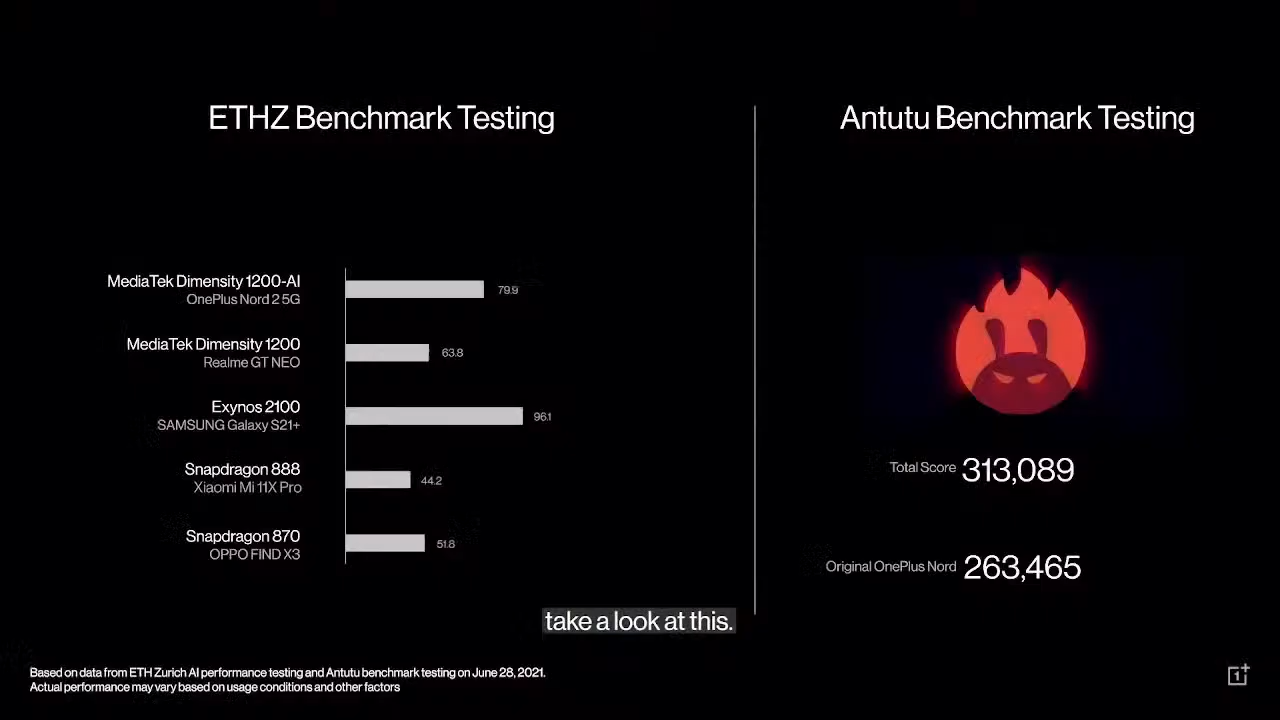 ETHZ Benchmark Testing
MediaTek Dimensity 1200-AI
OnePlus Nord 2 5G
79.9
MediaTek Dimensity 1200
Realme GT NEO
63.8
Exynos 2100
SAMSUNG Galaxy S21+
96.1
Snapdragon 888
Xiaomi Mi 11X Pro
44.2
Snapdragon 870
OPPO FIND X3
51.8
Antutu Benchmark Testing
Total Score 313,089
Original OnePlus Nord 263,465
take a look at this.
Based on data from ETH Zurich AI performance testing and Antutu benchmark testing on June 28, 2021.
Actual performance may vary based on usage conditions and other factors
1+